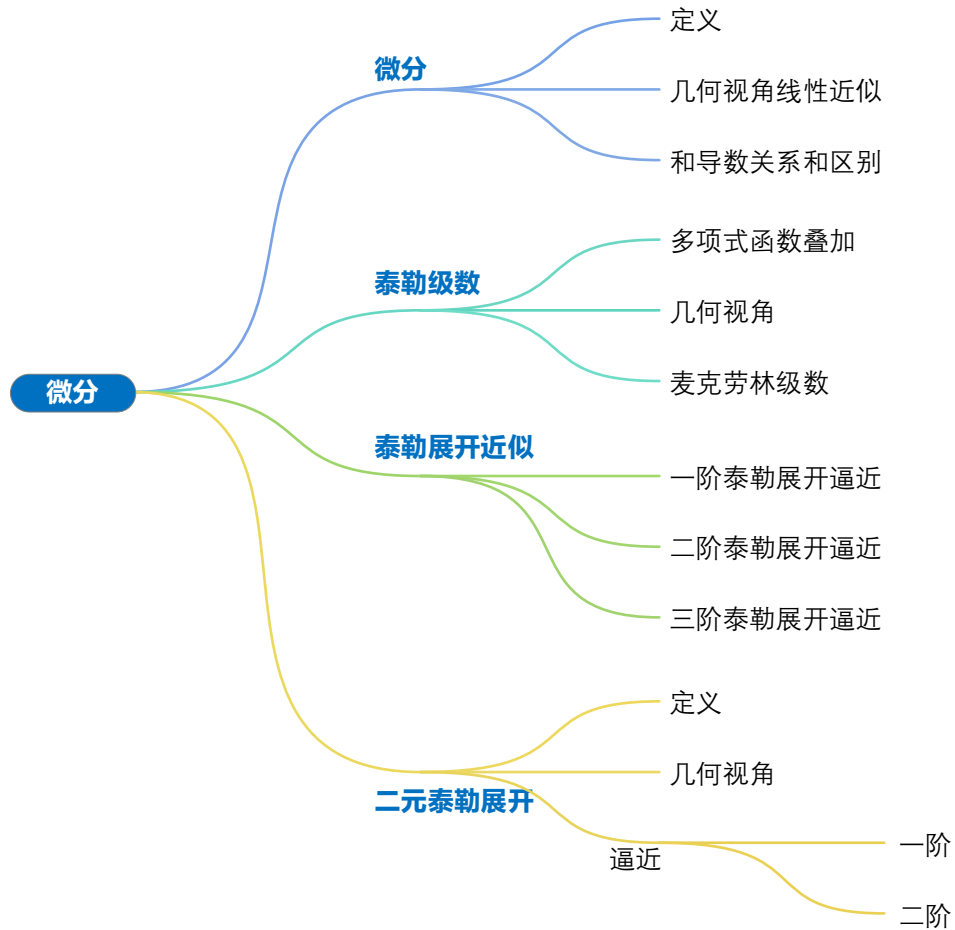 微分
微分
定义
几何视角线性近似
和导数关系和区别
泰勒级数
多项式函数叠加
几何视角
麦克劳林级数
泰勒展开近似
一阶泰勒展开逼近
二阶泰勒展开逼近
三阶泰勒展开逼近
二元泰勒展开
定义
几何视角
逼近
一阶
二阶